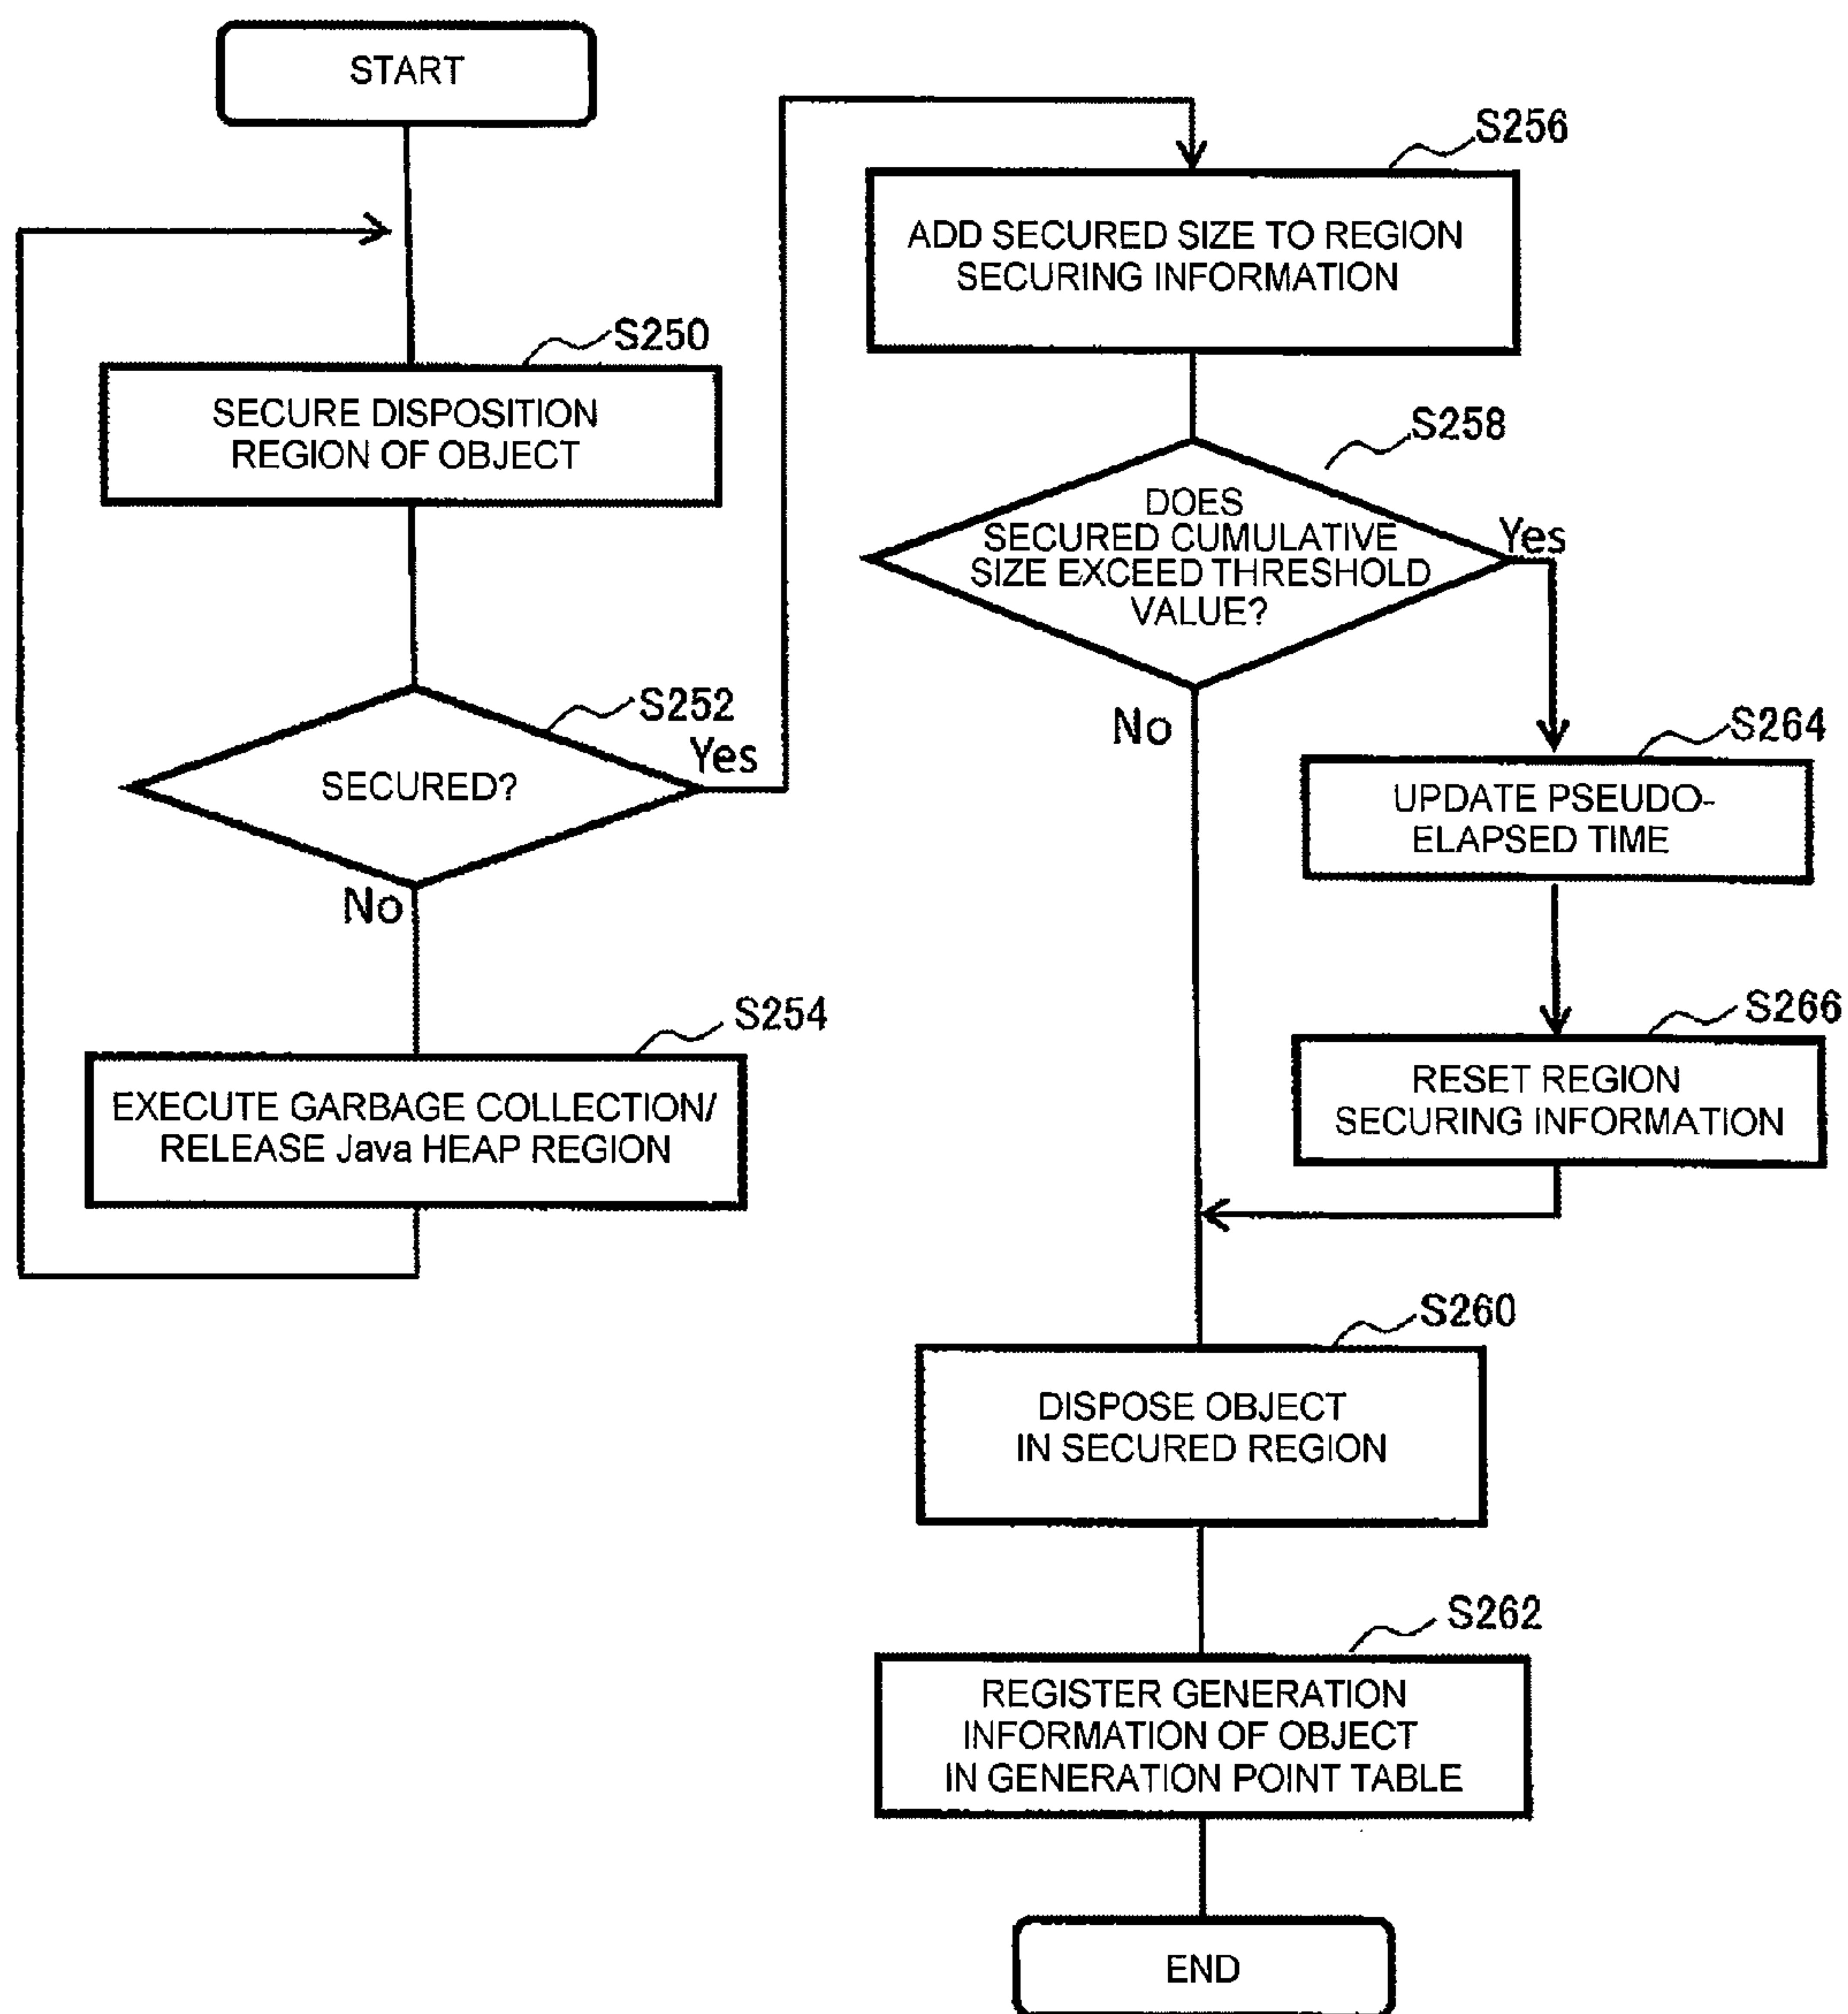 START
S250
SECURE DISPOSITION
REGION OF OBJECT
S252
SECURED?
Yes
No
S254
EXECUTE GARBAGE COLLECTION/
RELEASE Java HEAP REGION
S256
ADD SECURED SIZE TO REGION
SECURING INFORMATION
S258
DOES
SECURED CUMULATIVE
SIZE EXCEED THRESHOLD
VALUE?
Yes
No
S264
UPDATE PSEUDO-
ELAPSED TIME
S266
RESET REGION
SECURING INFORMATION
S260
DISPOSE OBJECT
IN SECURED REGION
S262
REGISTER GENERATION
INFORMATION OF OBJECT
IN GENERATION POINT TABLE
END